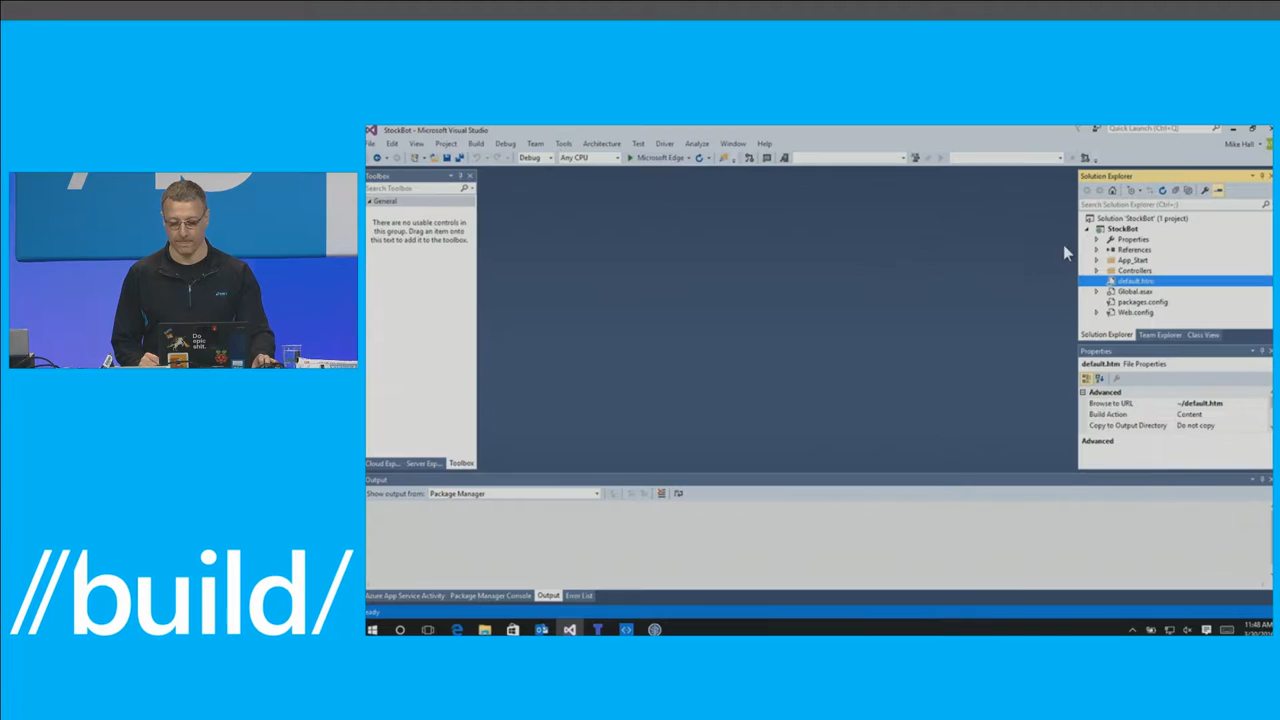 StockBot - Microsoft Visual Studio
Quick Launch (Ctrl+Q)
File Edit View Project Build Debug Team Tools Architecture Test Driver Analyze Window Help
Mike Hall
Debug Any CPU Microsoft Edge
Toolbox
Search Toolbox
General
There are no usable controls in
this group. Drag an item onto
this text to add it to the toolbox.
Cloud Exp... Server Exp... Toolbox
Solution Explorer
Search Solution Explorer (Ctrl+;)
Solution 'StockBot' (1 project)
StockBot
Properties
References
App_Start
Controllers
default.htm
Global.asax
packages.config
Web.config
Solution Explorer Team Explorer Class View
Properties
default.htm File Properties
Advanced
Browse to URL ~/default.htm
Build Action Content
Copy to Output Directory Do not copy
Advanced
Output
Show output from: Package Manager
Azure App Service Activity Package Manager Console Output Error List
11:48 AM
Do
epic
shit.
//build/